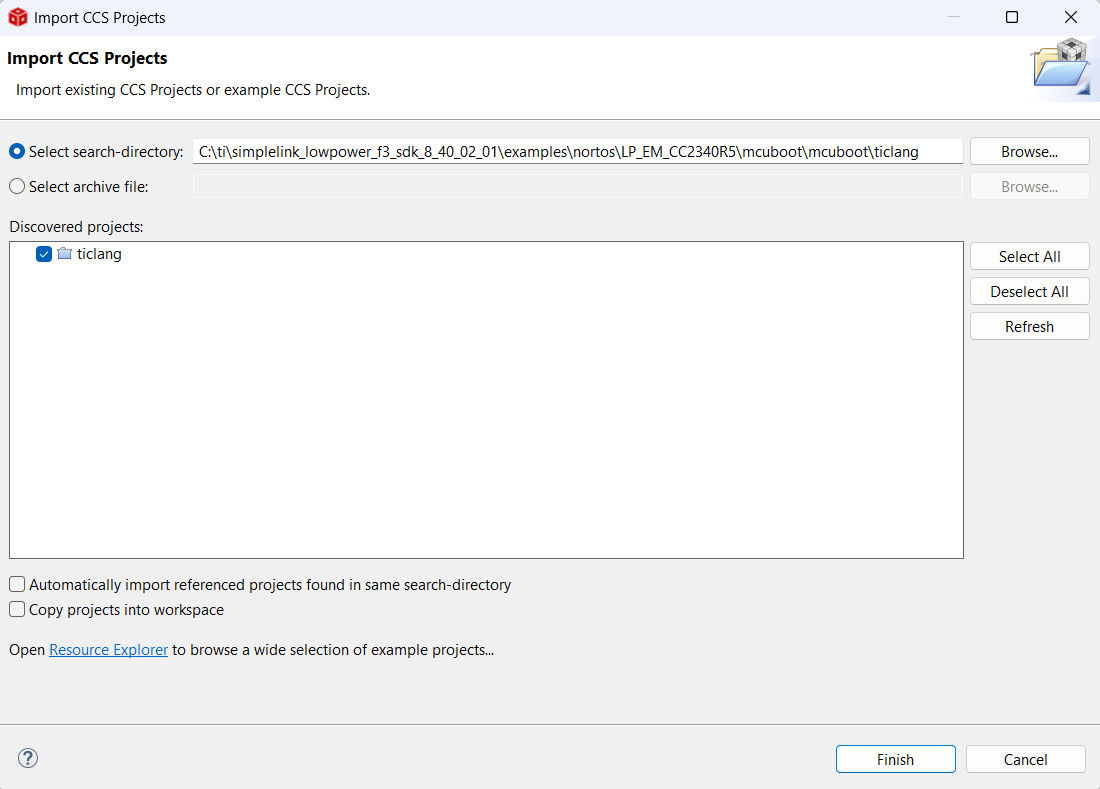 Import CCS Projects
Import CCS Projects
Import existing CCS Projects or example CCS Projects.
Select search-directory: C:\ti\simplelink_lowpower_f3_sdk_8_40_02_01\examples\nortos\LP_EM_CC2340R5\mcuboot\mcuboot\ticlang Browse...
Select archive file: Browse...
Discovered projects:
ticlang
Select All
Deselect All
Refresh
Automatically import referenced projects found in same search-directory
Copy projects into workspace
Open Resource Explorer to browse a wide selection of example projects...
? Finish Cancel